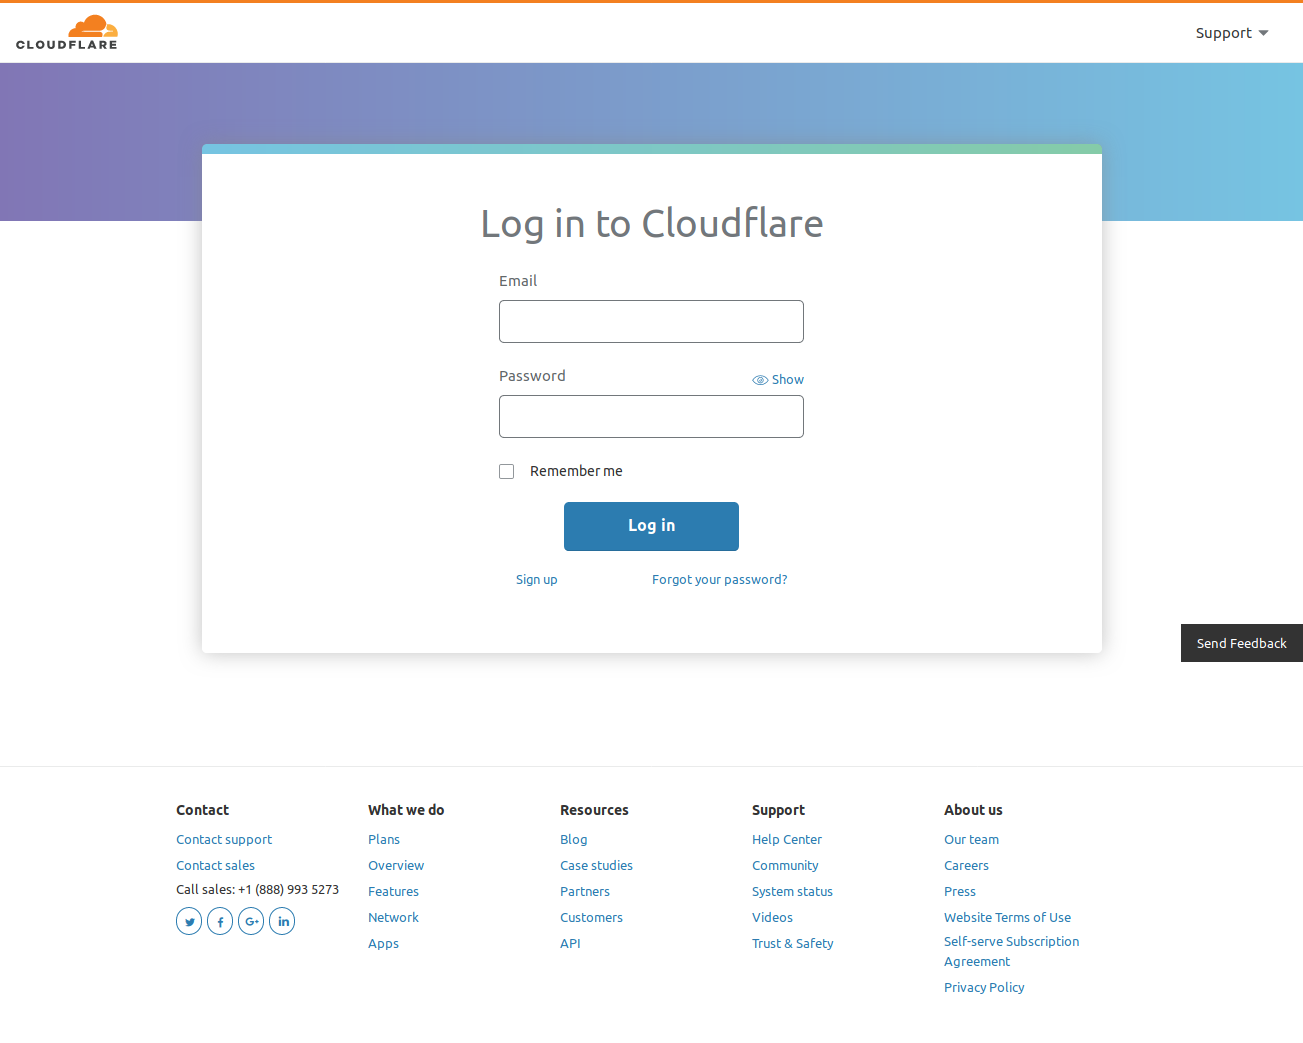 CLOUDFLARE
Support
Log in to Cloudflare
Email
Password
Show
Remember me
Log in
Sign up
Forgot your password?
Send Feedback
Contact
Contact support
Contact sales
Call sales: +1 (888) 993 5273
What we do
Plans
Overview
Features
Network
Apps
Resources
Blog
Case studies
Partners
Customers
API
Support
Help Center
Community
System status
Videos
Trust & Safety
About us
Our team
Careers
Press
Website Terms of Use
Self-serve Subscription
Agreement
Privacy Policy